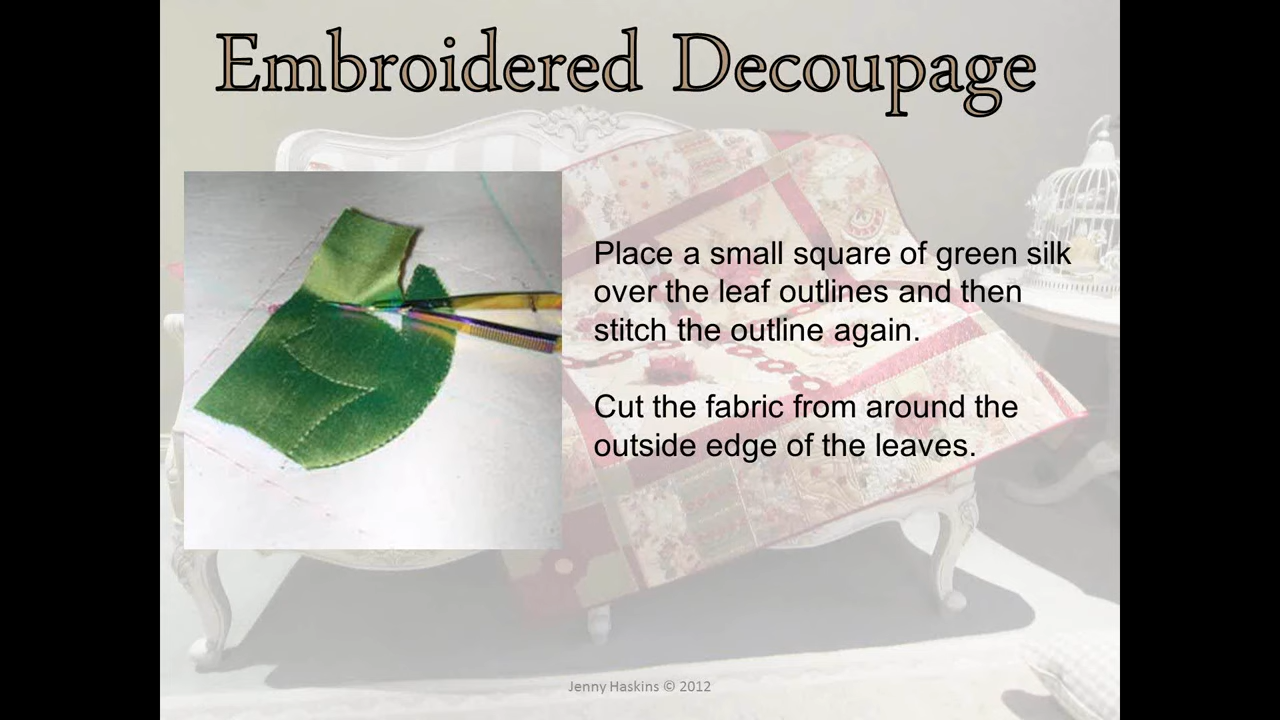 Embroidered Decoupage
Place a small square of green silk
over the leaf outlines and then
stitch the outline again.
Cut the fabric from around the
outside edge of the leaves.
Jenny Haskins © 2012